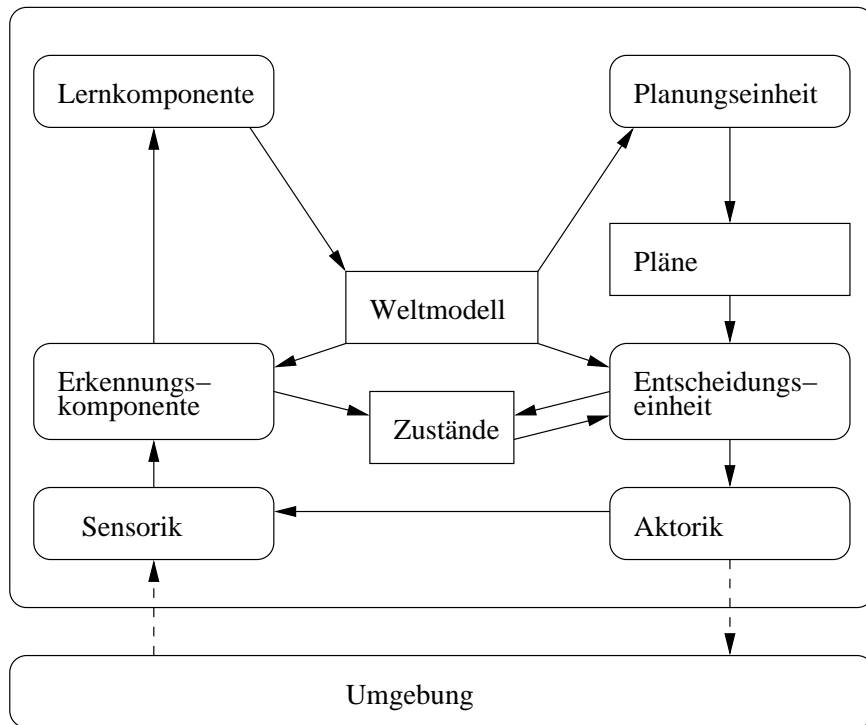 Lernkomponente
Planungseinheit
Pläne
Weltmodell
Erkennungs–
komponente
Zustände
Entscheidungs–
einheit
Sensorik
Aktorik
Umgebung